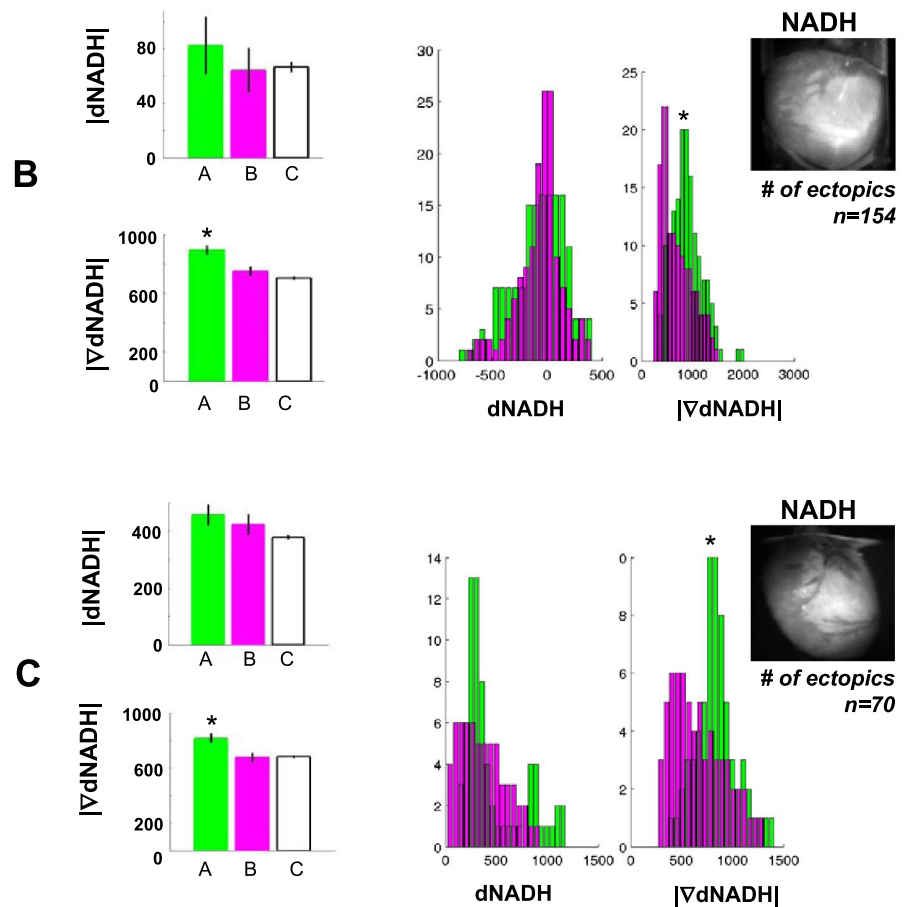 B
|dNADH|
80
40
0
A B C
|∇dNADH|
1000
600
200
0
*
A B C
30
25
20
15
10
5
0
-1000 -500 0 500
dNADH
25
20
15
10
5
0
*
0 1000 2000 3000
|∇dNADH|
NADH
# of ectopics
n=154
C
|dNADH|
400
200
0
A B C
|∇dNADH|
1000
600
200
0
*
A B C
14
12
10
8
6
4
2
0
0 500 1000 1500
dNADH
0
8
6
4
2
0
*
500 1000 1500
|∇dNADH|
NADH
# of ectopics
n=70